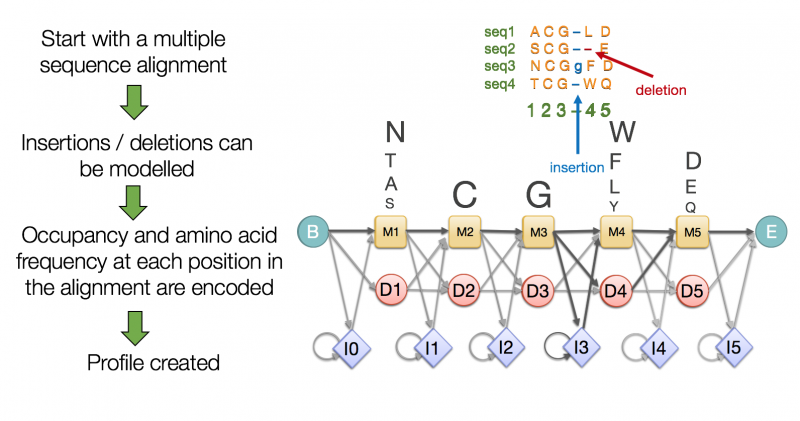 Start with a multiple
sequence alignment
Insertions / deletions can
be modelled
Occupancy and amino acid
frequency at each position in
the alignment are encoded
Profile created
seq1 A C G – L D
seq2 S C G – – E
seq3 N C G g F D
seq4 T C G – W Q
1 2 3 – 4 5
deletion
insertion
N
T
A
S
C
G
W
F
L
Y
D
E
Q
B M1 M2 M3 M4 M5 E
D1 D2 D3 D4 D5
I0 I1 I2 I3 I4 I5